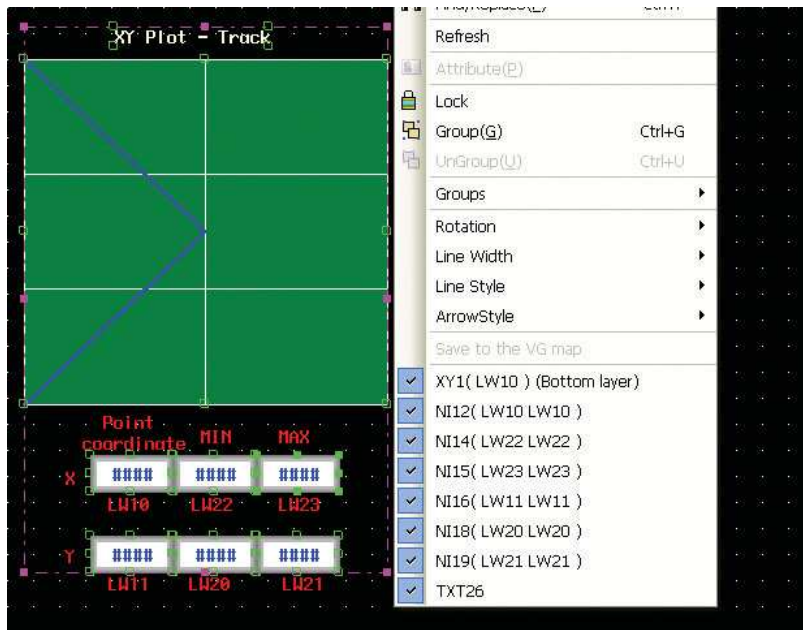 XY Plot - Track
Point
coordinate MIN MAX
X #### #### ####
LW10 LW22 LW23
Y #### #### ####
LW11 LW20 LW21
Refresh
Attribute(P)
Lock
Group(G) Ctrl+G
UnGroup(U) Ctrl+U
Groups
Rotation
Line Width
Line Style
ArrowStyle
Save to the VG map
XY1( LW10 ) (Bottom layer)
NI12( LW10 LW10 )
NI14( LW22 LW22 )
NI15( LW23 LW23 )
NI16( LW11 LW11 )
NI18( LW20 LW20 )
NI19( LW21 LW21 )
TXT26